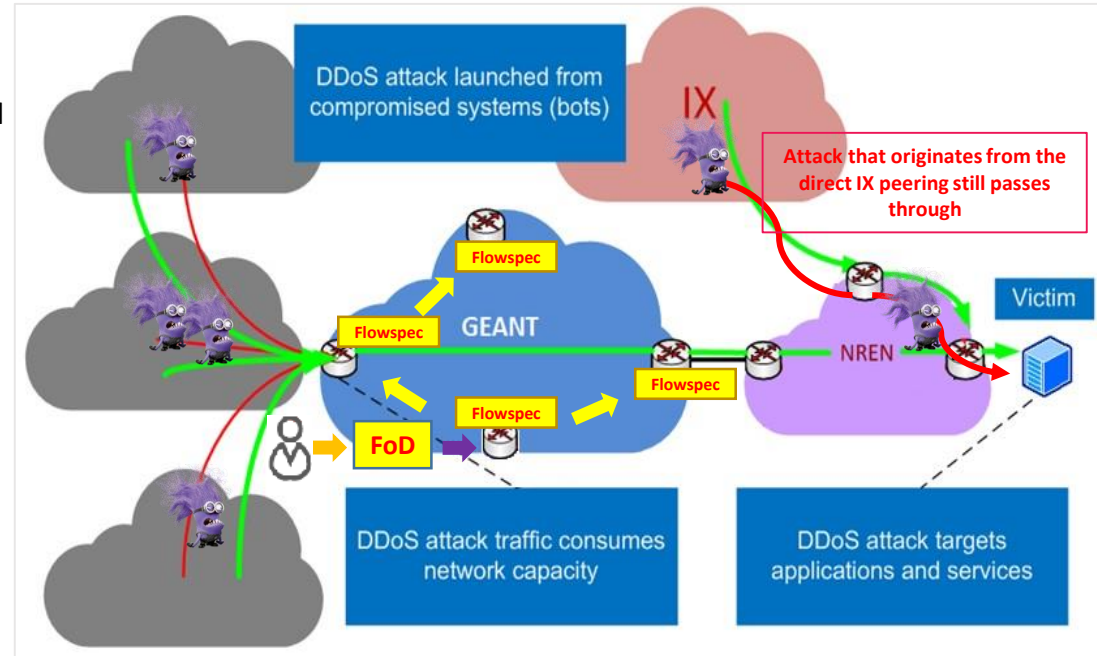 DDoS attack launched from
compromised systems (bots)
IX
Attack that originates from the
direct IX peering still passes
through
Flowspec
Flowspec
GEANT
Victim
NREN
Flowspec
Flowspec
FoD
DDoS attack traffic consumes
network capacity
DDoS attack targets
applications and services